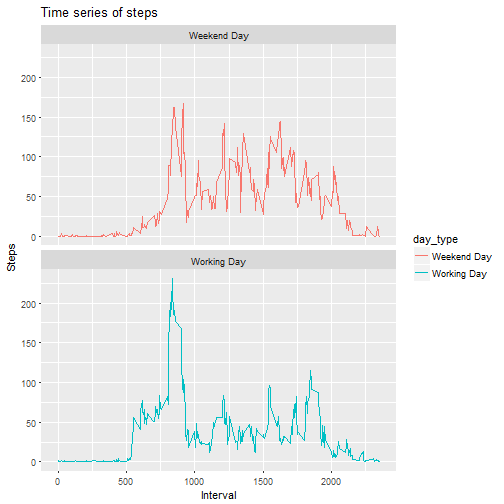 Time series of steps
Weekend Day
200
150
100
50
0
Working Day
200
150
100
50
0
0
500
1000
1500
2000
Interval
Steps
day_type
Weekend Day
Working Day